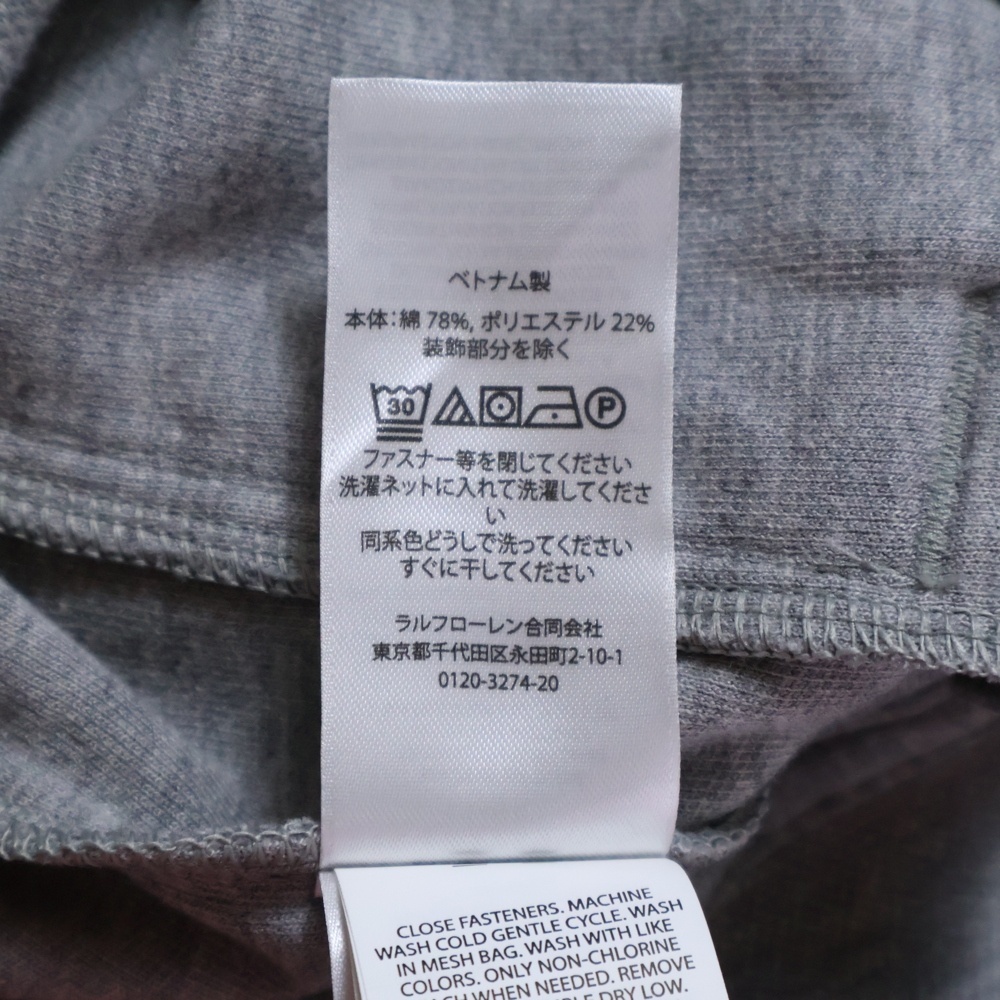 ベトナム製
本体：綿 78%, ポリエステル 22%
装飾部分を除く
30 P
ファスナー等を閉じてください
洗濯ネットに入れて洗濯してくださ
い
同系色どうしで洗ってください
すぐに干してください
ラルフローレン合同会社
東京都千代田区永田町2-10-1
0120-3274-20
CLOSE FASTENERS. MACHINE
WASH COLD GENTLE CYCLE. WASH
IN MESH BAG. WASH WITH LIKE
COLORS. ONLY NON-CHLORINE
WHEN NEEDED. REMOVE
DRY LOW.